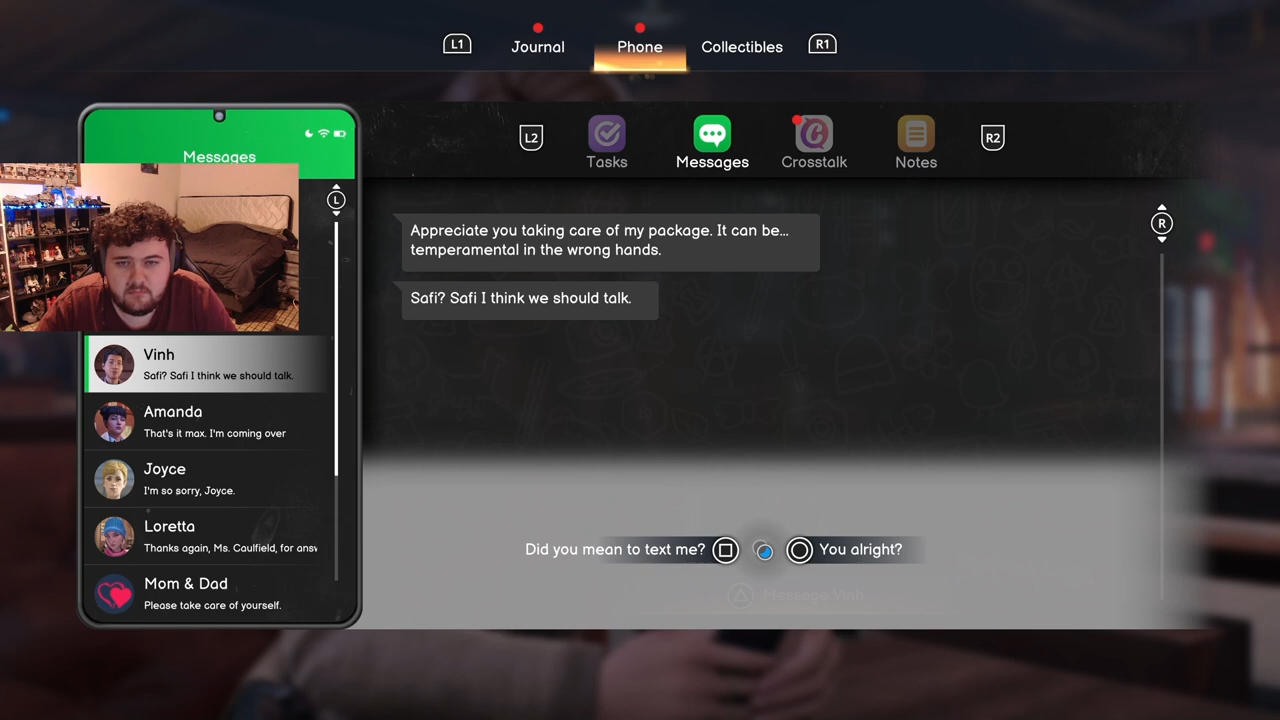 L1
Journal
Phone
Collectibles
R1
Messages
L2
Tasks
Messages
Crosstalk
Notes
R2
L
R
Appreciate you taking care of my package. It can be...
temperamental in the wrong hands.
Safi? Safi I think we should talk.
Vinh
Safi? Safi I think we should talk.
Amanda
That's it max. I'm coming over
Joyce
I'm so sorry, Joyce.
Loretta
Thanks again, Ms. Caulfield, for answ
Mom & Dad
Please take care of yourself.
Did you mean to text me?
You alright?
Message Vinh